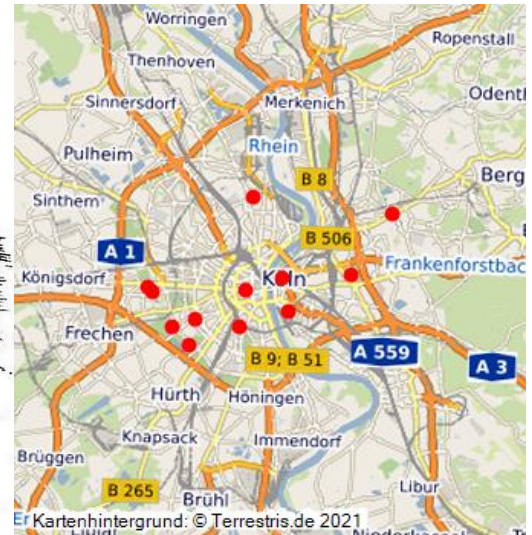 Worringen
Ropenstall
Thenhoven
Odenth
Sinnersdorf
Merkenich
Rhein
Pulheim
B 8
Berg
Sinthern
B 506
A 1
Frankenforstbac
Königsdorf
Köln
Frechen
A 559
B 9; B 51
A 3
Hürth
Höningen
Knapsack
Immendorf
Brüggen
B 265
Libur
Brühl
Kartenhintergrund: © Terrestris.de 2021